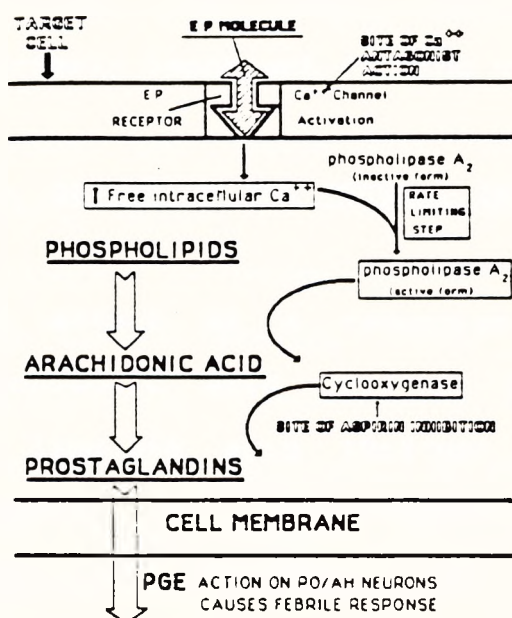 TARGET
CELL
E P MOLECULE
SITE OF Ca++
ANTAGONIST
ACTION
E P
RECEPTOR
Ca++ Channel
Activation
phospholipase A2
(inactive form)
↑ Free intracellular Ca++
RATE
LIMITING
STEP
PHOSPHOLIPIDS
phospholipase A2
(active form)
ARACHIDONIC ACID
Cyclooxygenase
SITE OF ASPIRIN INHIBITION
PROSTAGLANDINS
CELL MEMBRANE
PGE ACTION ON PO/AH NEURONS
CAUSES FEBRILE RESPONSE